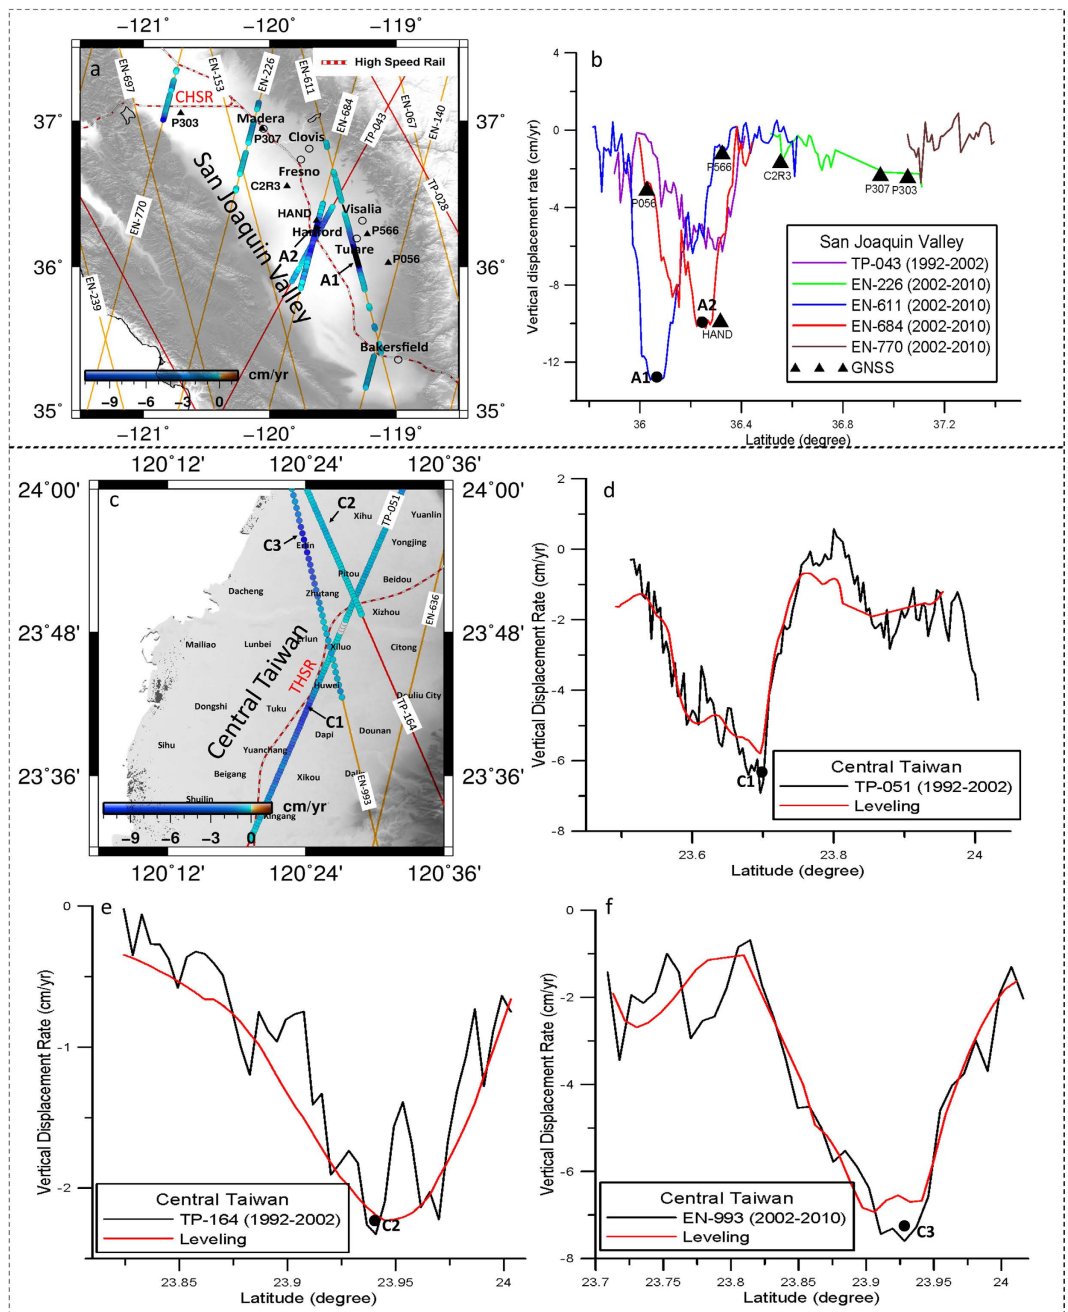 −121 −120 −119
a
High Speed Rail
EN-697
EN-153
EN-226
EN-611
EN-684
TP-043
EN-067
EN-140
TP-028
EN-770
EN-239
CHSR
P303
Madera
P307
Clovis
Fresno
C2R3
HAND
Hanford
Visalia
P566
Tulare
P056
A2
A1
San Joaquin Valley
Bakersfield
37° 37°
36° 36°
35° 35°
cm/yr
−9 −6 −3 0
−121 −120 −119
b
Vertical displacement rate (cm/yr)
4
0
-4
-8
-12
P056
P566
C2R3
P307
P303
A2
HAND
A1
San Joaquin Valley
TP-043 (1992-2002)
EN-226 (2002-2010)
EN-611 (2002-2010)
EN-684 (2002-2010)
EN-770 (2002-2010)
GNSS
36 36.4 36.8 37.2
Latitude (degree)
120°12' 120°24' 120°36'
24°00' 24°00'
23°48' 23°48'
23°36' 23°36'
c
C2
Xihu
Yuanlin
TP-051
C3
Erlin
Yongjing
Pitou
Beidou
Dacheng
Zhutang
Xizhou
EN-636
Mailiao
Lunbei
Erlun
Xiluo
Citong
Central Taiwan
THSR
Huwei
Douliu City
TP-164
Dongshi
Tuku
C1
Dapi
Dounan
Sihu
Yuanchang
Beigang
Xikou
EN-993
Shuilin
Xingang
cm/yr
−9 −6 −3 0
120°12' 120°24' 120°36'
d
Vertical Displacement Rate (cm/yr)
2
0
-2
-4
-6
-8
C1
Central Taiwan
TP-051 (1992-2002)
Leveling
23.6 23.8 24
Latitude (degree)
e
Vertical Displacement Rate (cm/yr)
0
-1
-2
C2
Central Taiwan
TP-164 (1992-2002)
Leveling
23.85 23.9 23.95 24
Latitude (degree)
f
Vertical Displacement Rate (cm/yr)
0
-2
-4
-6
-8
C3
Central Taiwan
EN-993 (2002-2010)
Leveling
23.7 23.75 23.8 23.85 23.9 23.95 24
Latitude (degree)